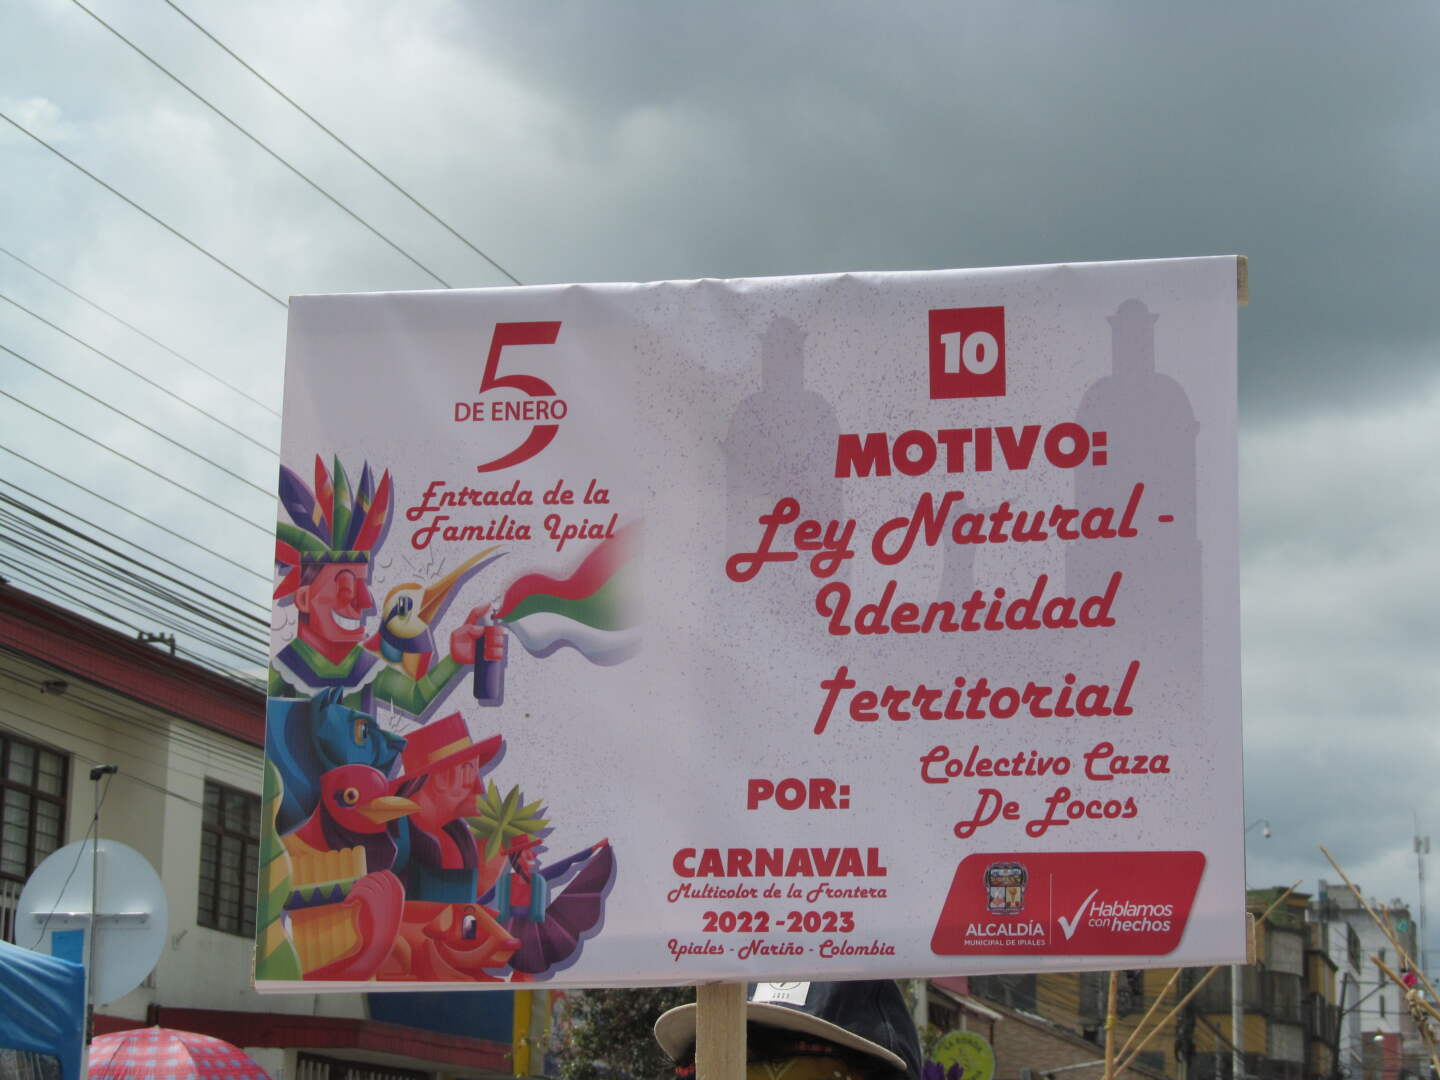 5
DE ENERO
Entrada de la
Familia Ipial
10
MOTIVO:
Ley Natural -
Identidad
territorial
POR:
Colectivo Caza
De Locos
CARNAVAL
Multicolor de la Frontera
2022 - 2023
Ipiales - Nariño - Colombia
ALCALDÍA
MUNICIPAL DE IPIALES
Hablamos
con hechos